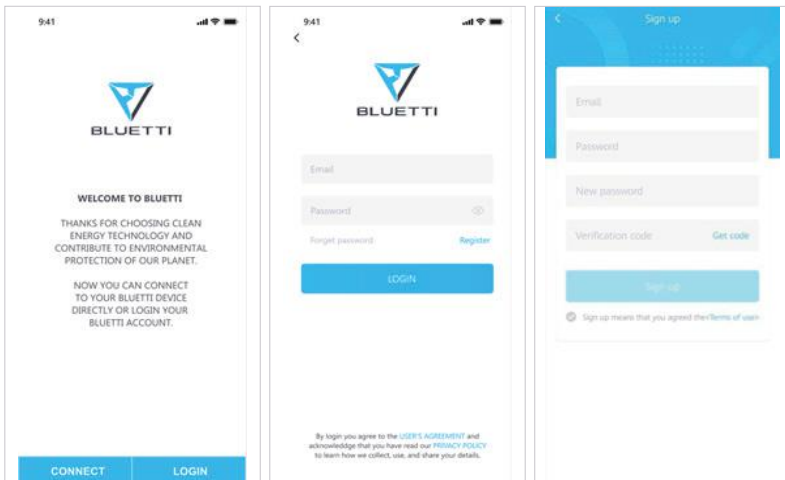 9:41
BLUETTI
WELCOME TO BLUETTI
THANKS FOR CHOOSING CLEAN
ENERGY TECHNOLOGY AND
CONTRIBUTE TO ENVIRONMENTAL
PROTECTION OF OUR PLANET.
NOW YOU CAN CONNECT
TO YOUR BLUETTI DEVICE
DIRECTLY OR LOGIN YOUR
BLUETTI ACCOUNT.
CONNECT LOGIN
9:41
BLUETTI
Email
Password
Forget password Register
LOGIN
By login you agree to the USER'S AGREEMENT and
acknowleddge that you have read our PRIVACY POLICY
to learn how we collect, use, and share your details.
Sign up
Email
Password
New password
Verification code Get code
Sign up
Sign up means that you agreed the<Terms of use>